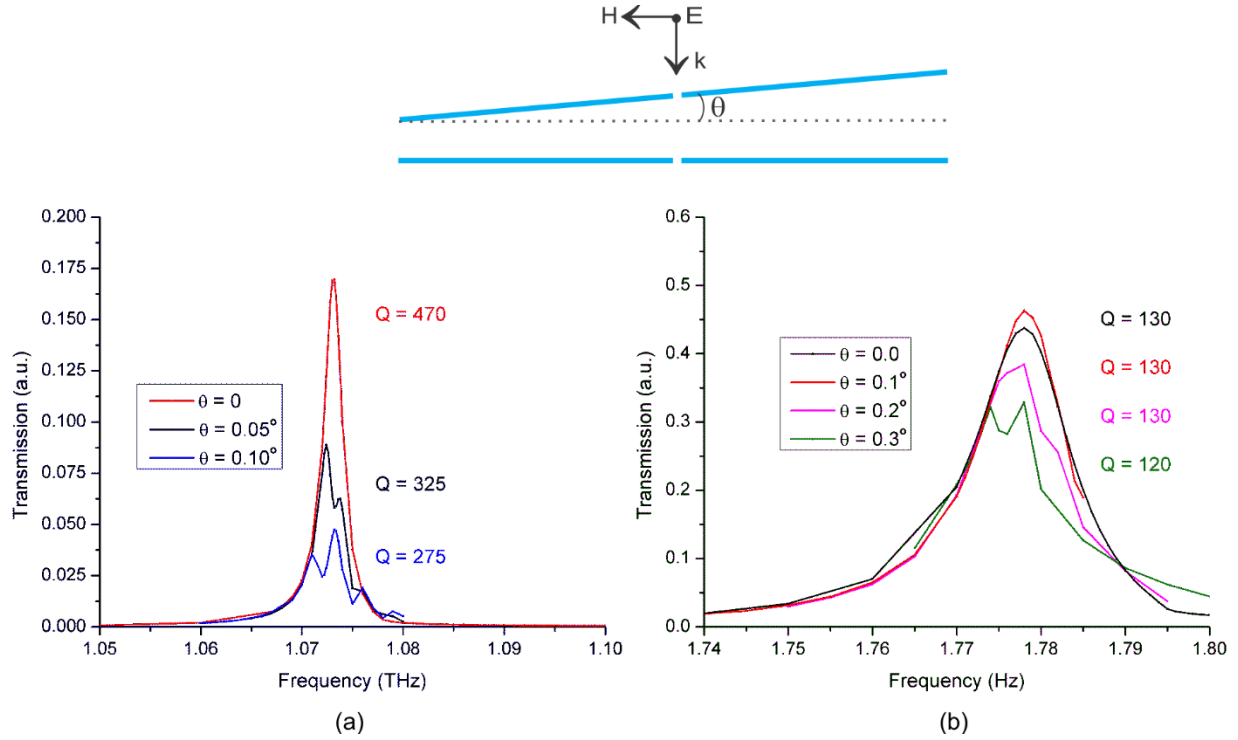 H E
k
θ
0.200
0.175
0.150
0.125
0.100
0.075
0.050
0.025
0.000
Transmission (a.u.)
Q = 470
θ = 0
θ = 0.05°
θ = 0.10°
Q = 325
Q = 275
1.05 1.06 1.07 1.08 1.09 1.10
Frequency (THz)
(a)
0.6
0.5
0.4
0.3
0.2
0.1
0.0
Transmission (a.u.)
θ = 0.0
θ = 0.1°
θ = 0.2°
θ = 0.3°
Q = 130
Q = 130
Q = 130
Q = 120
1.74 1.75 1.76 1.77 1.78 1.79 1.80
Frequency (Hz)
(b)